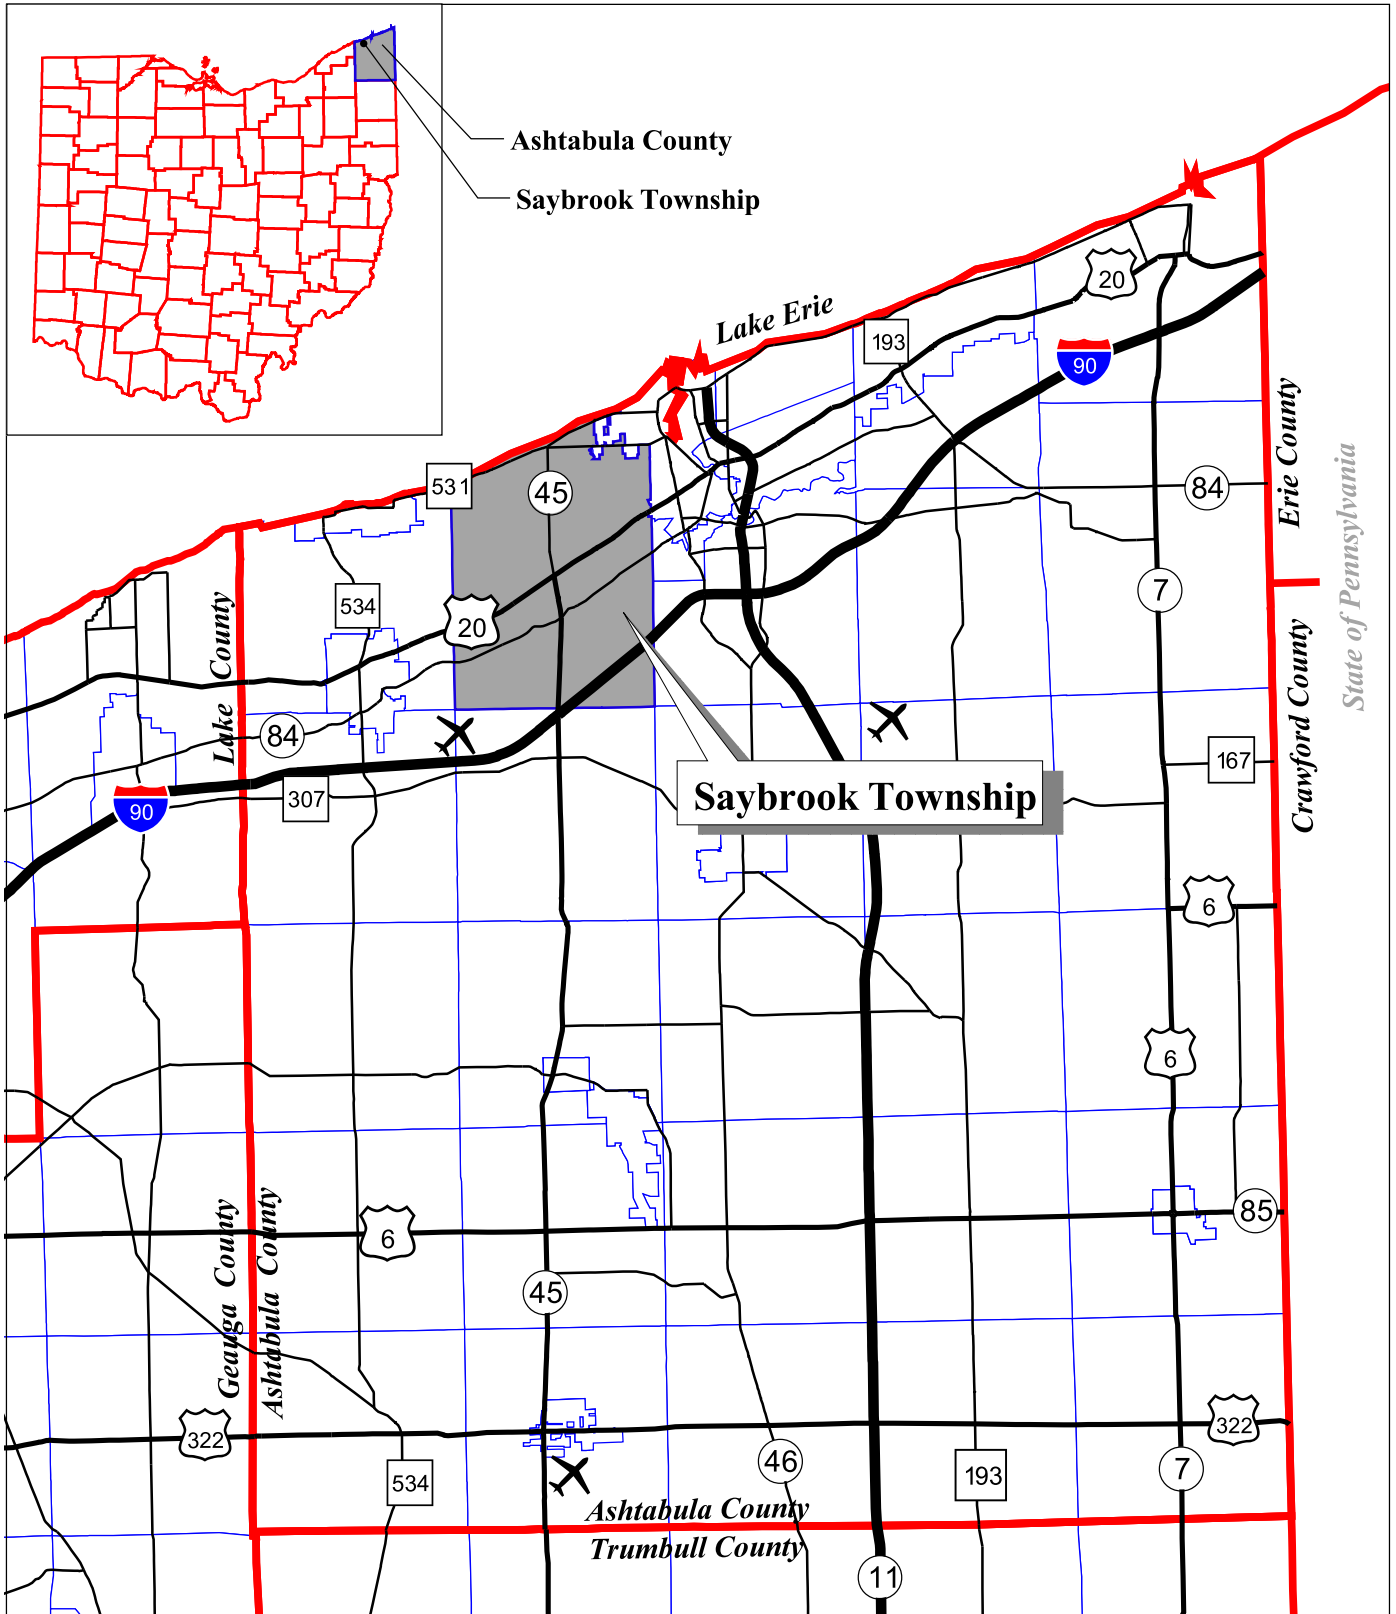 Ashtabula County
Saybrook Township
Lake Erie
20
193
90
Erie County
State of Pennsylvania
531
45
84
7
534
20
Lake County
84
Crawford County
167
307
90
Saybrook Township
6
6
85
6
Geauga County
Ashtabula County
45
322
322
46
193
7
534
Ashtabula County
Trumbull County
11